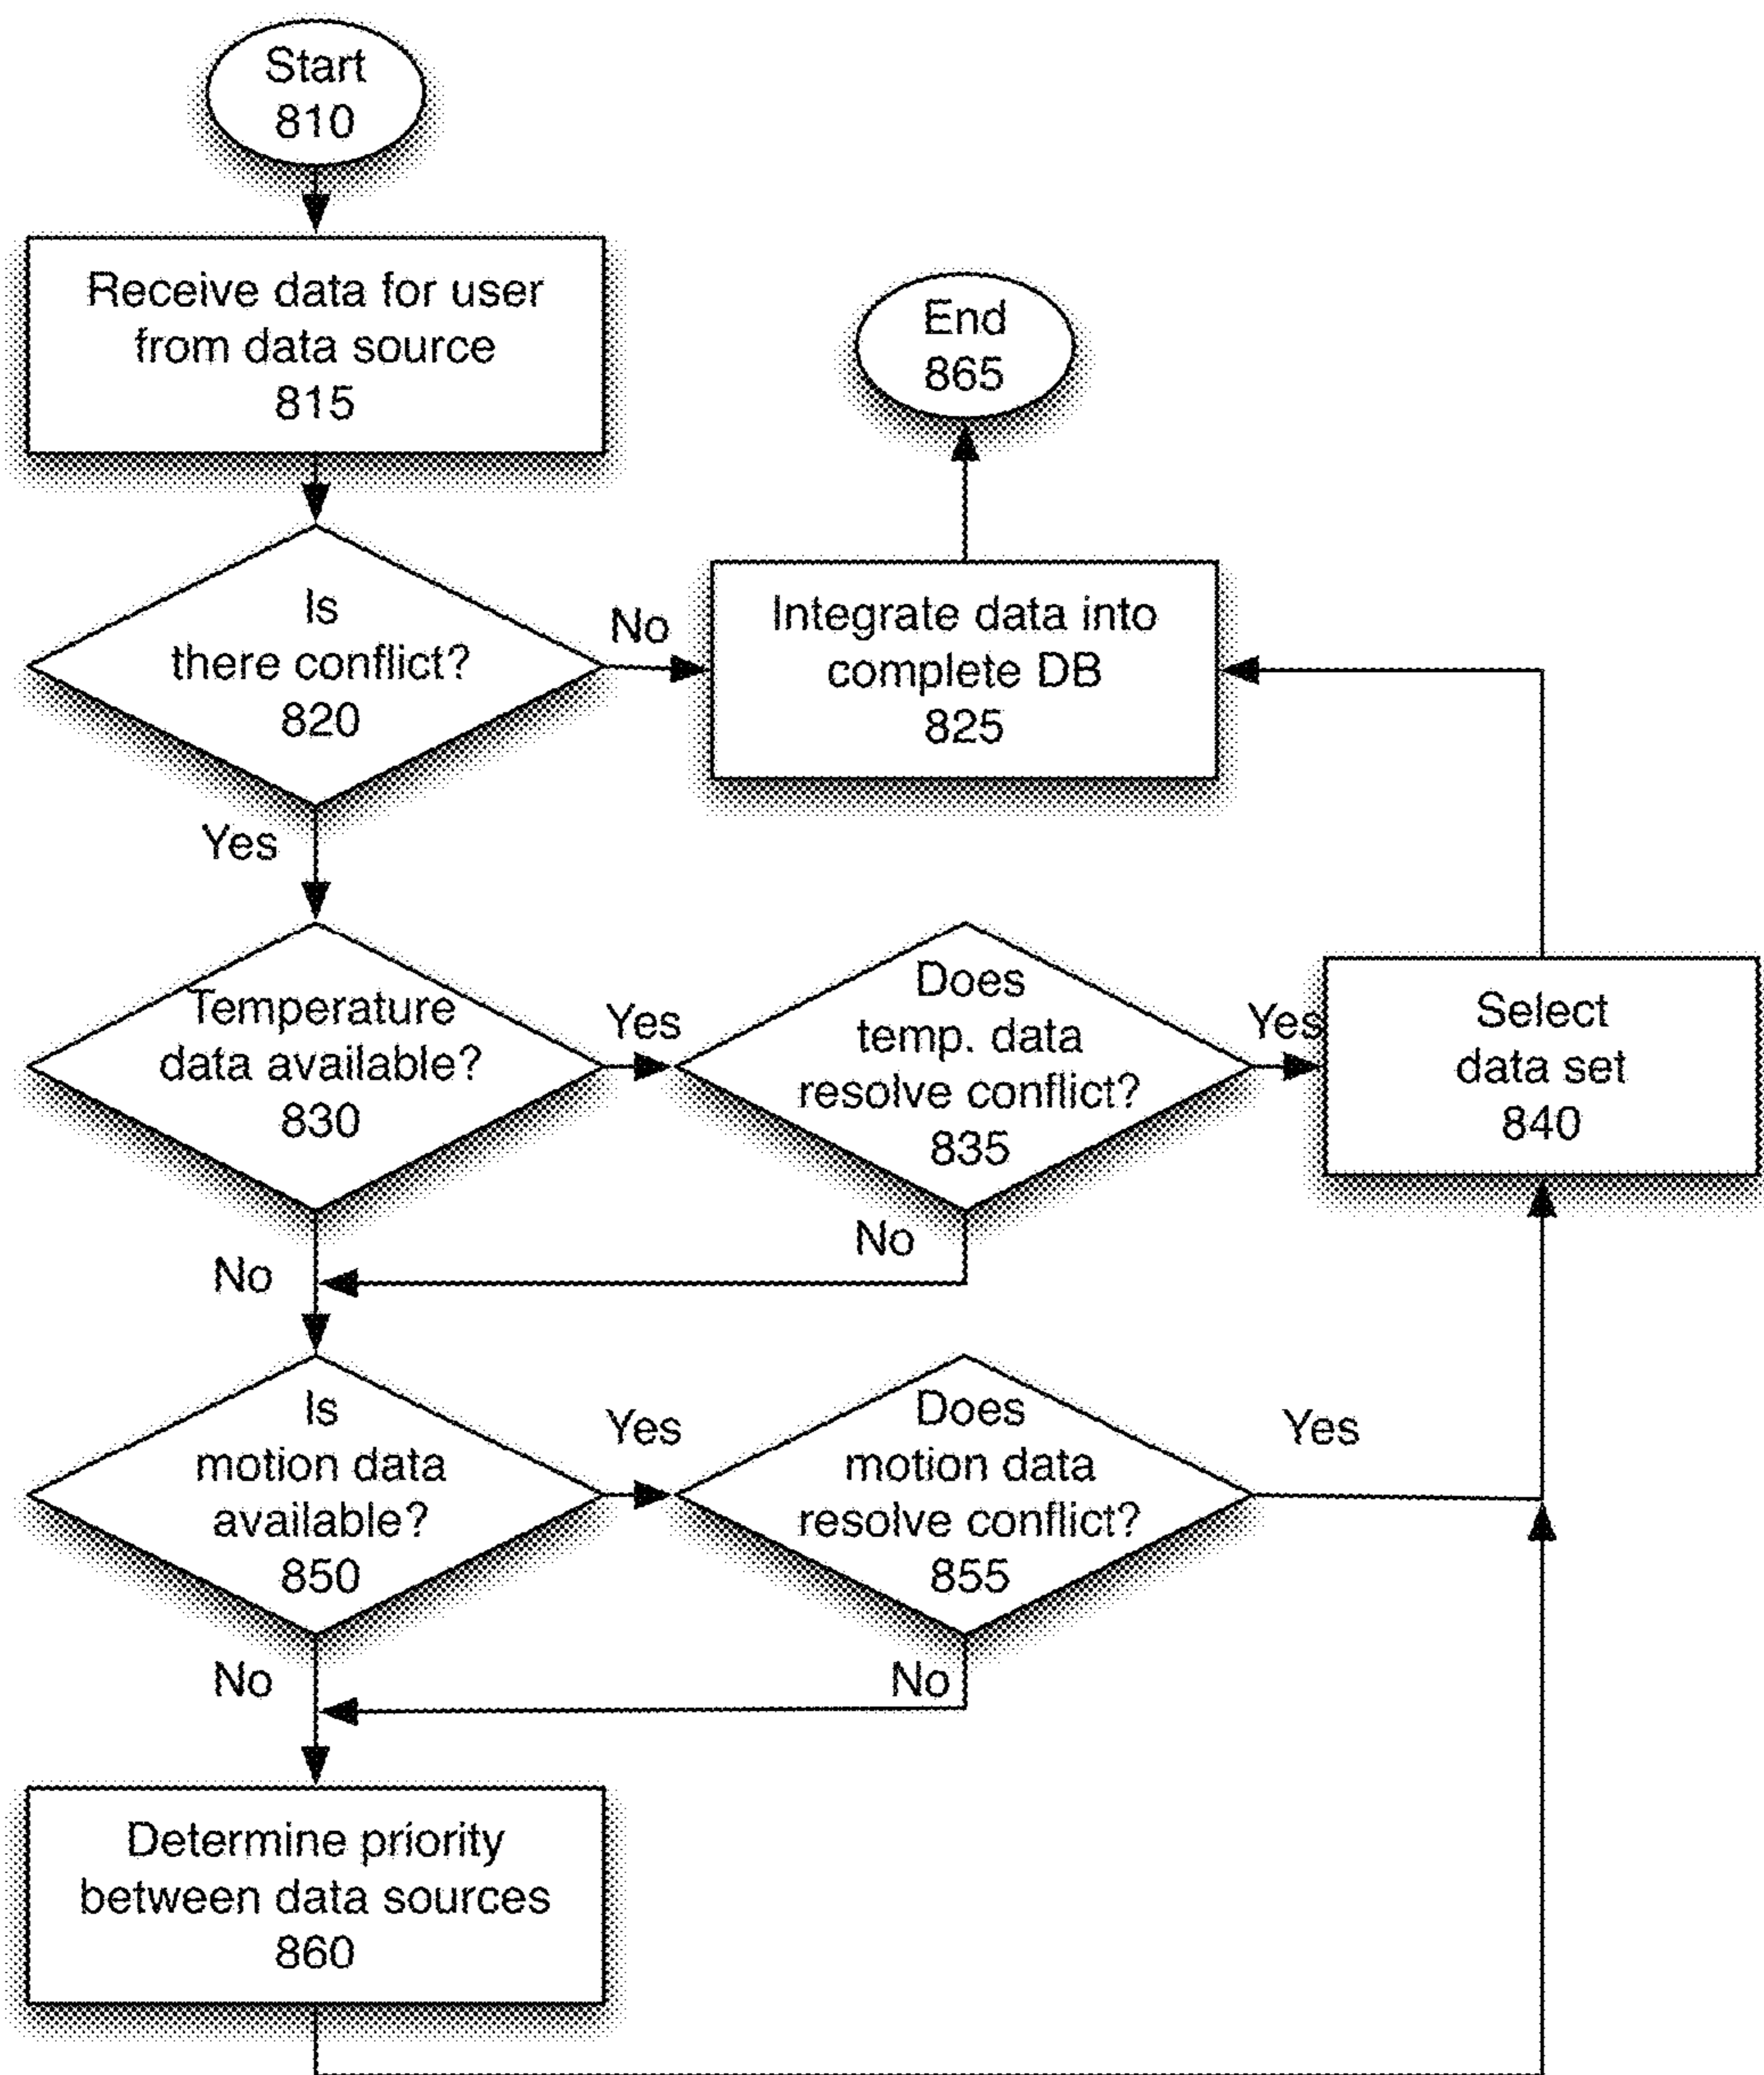 Start
810
Receive data for user
from data source
815
End
865
Is
there conflict?
820
No
Integrate data into
complete DB
825
Yes
Temperature
data available?
830
Yes
Does
temp. data
resolve conflict?
835
Yes
Select
data set
840
No
No
Is
motion data
available?
850
Yes
Does
motion data
resolve conflict?
855
Yes
No
No
Determine priority
between data sources
860